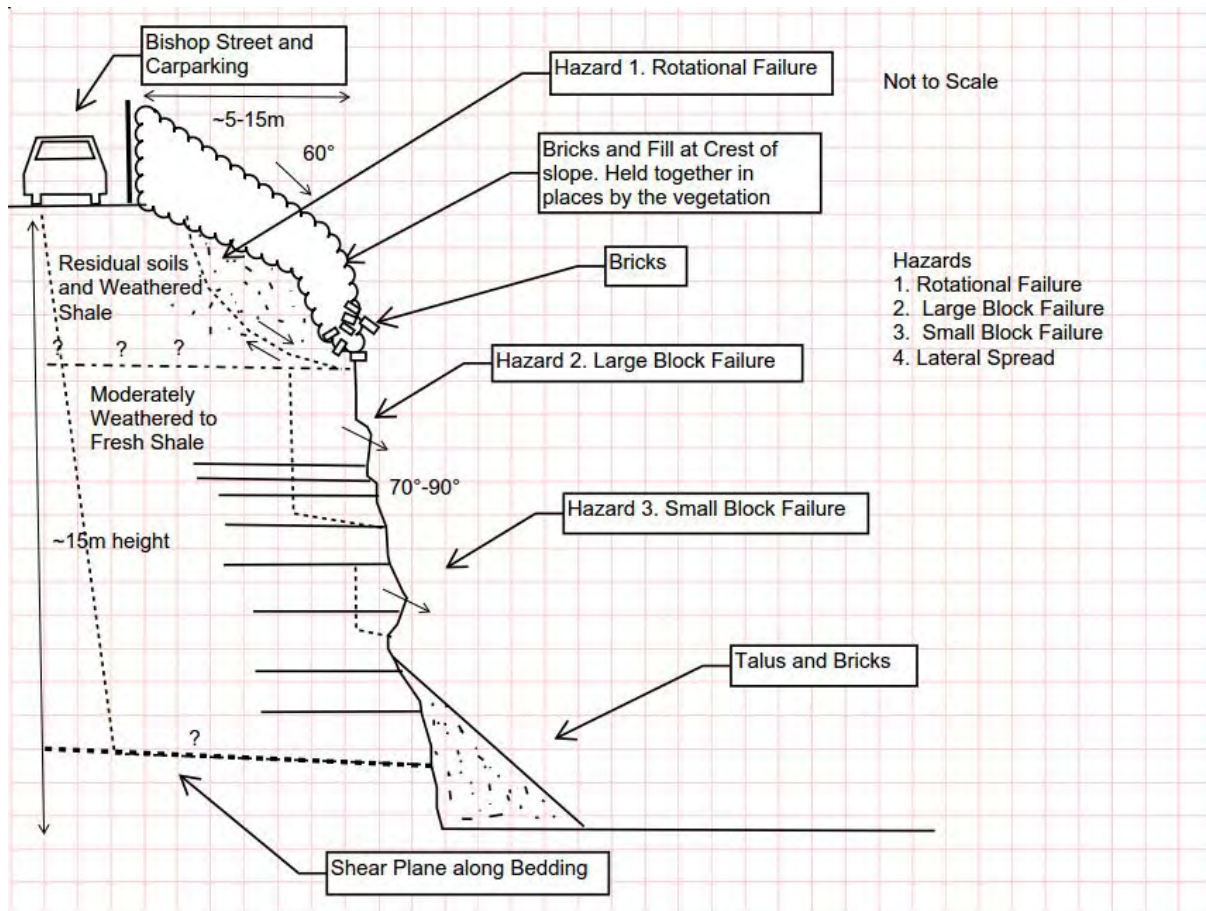 Bishop Street and
Carparking
Hazard 1. Rotational Failure
Not to Scale
~5-15m
60°
Bricks and Fill at Crest of
slope. Held together in
places by the vegetation
Residual soils
and Weathered
Shale
Bricks
Hazards
1. Rotational Failure
2. Large Block Failure
3. Small Block Failure
4. Lateral Spread
? ? ?
Hazard 2. Large Block Failure
Moderately
Weathered to
Fresh Shale
70°-90°
Hazard 3. Small Block Failure
~15m height
Talus and Bricks
?
Shear Plane along Bedding